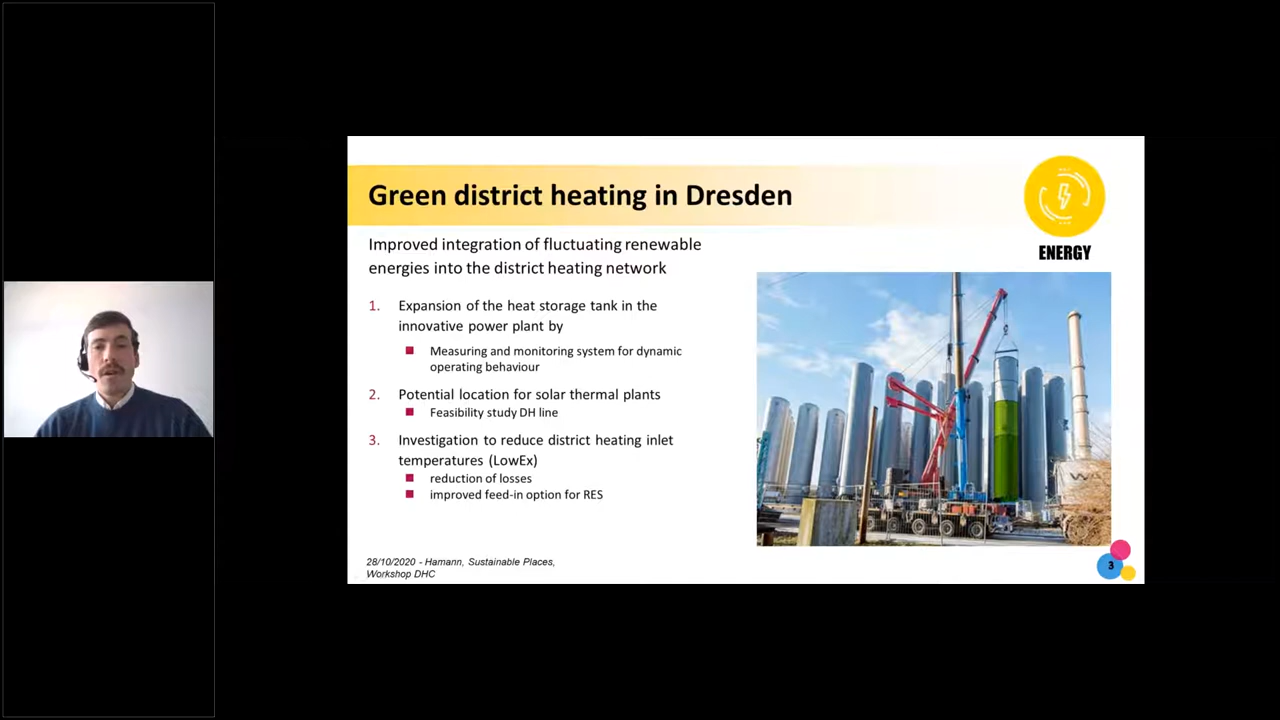 Green district heating in Dresden
ENERGY
Improved integration of fluctuating renewable
energies into the district heating network
1. Expansion of the heat storage tank in the
innovative power plant by
Measuring and monitoring system for dynamic
operating behaviour
2. Potential location for solar thermal plants
Feasibility study DH line
3. Investigation to reduce district heating inlet
temperatures (LowEx)
reduction of losses
improved feed-in option for RES
28/10/2020 - Hamann, Sustainable Places,
Workshop DHC
3